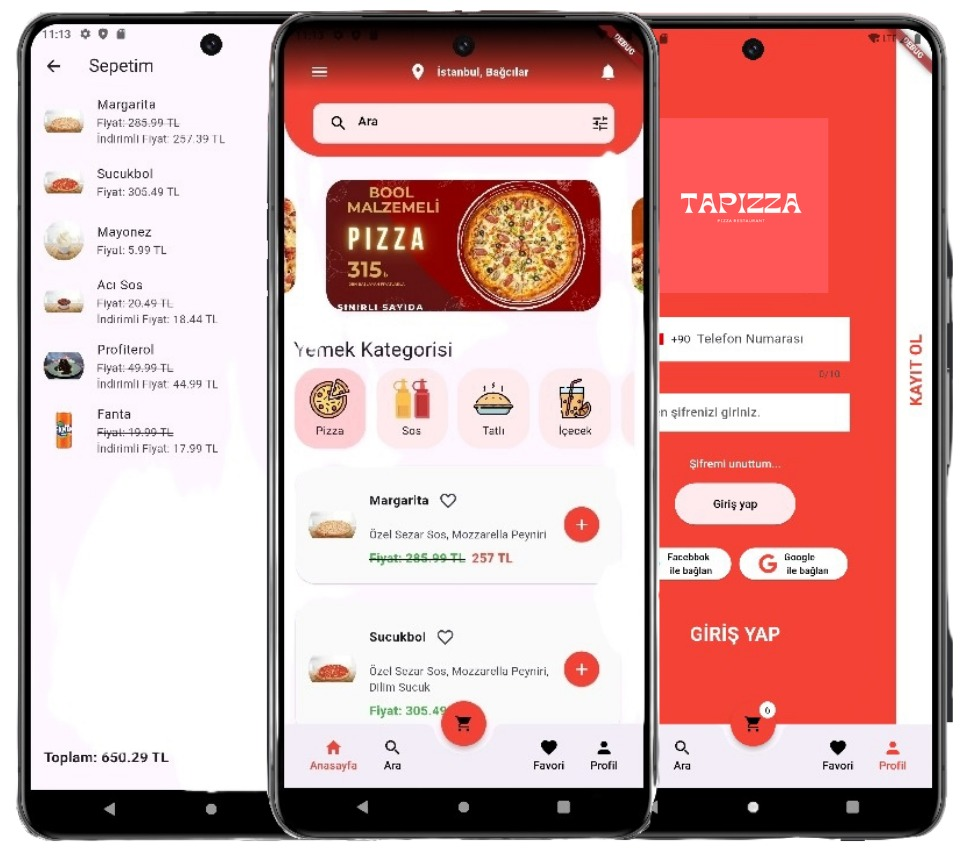 11:13
Sepetim
Margarita
Fiyat: 285.99 TL
İndirimli Fiyat: 257.39 TL
Sucukbol
Fiyat: 305.49 TL
Mayonez
Fiyat: 5.99 TL
Acı Sos
Fiyat: 20.49 TL
İndirimli Fiyat: 18.44 TL
Profiterol
Fiyat: 49.99 TL
İndirimli Fiyat: 44.99 TL
Fanta
Fiyat: 19.99 TL
İndirimli Fiyat: 17.99 TL
Toplam: 650.29 TL
DEBUG
İstanbul, Bağcılar
Ara
BOOL
MALZEMELİ
PIZZA
315₺
SINIRLI SAYIDA
Yemek Kategorisi
Pizza
Sos
Tatlı
İçecek
Margarita
Özel Sezar Sos, Mozzarella Peyniri
Fiyat: 285.99 TL 257 TL
Sucukbol
Özel Sezar Sos, Mozzarella Peyniri,
Dilim Sucuk
Fiyat: 305.49
Anasayfa
Ara
Favori
Profil
LTE
DEBUG
TAPIZZA
PIZZA RESTAURANT
+90 Telefon Numarası
0/10
n şifrenizi giriniz.
Şifremi unuttum...
Giriş yap
Facebbok
ile bağlan
Google
ile bağlan
GİRİŞ YAP
KAYIT OL
0
Ara
Favori
Profil